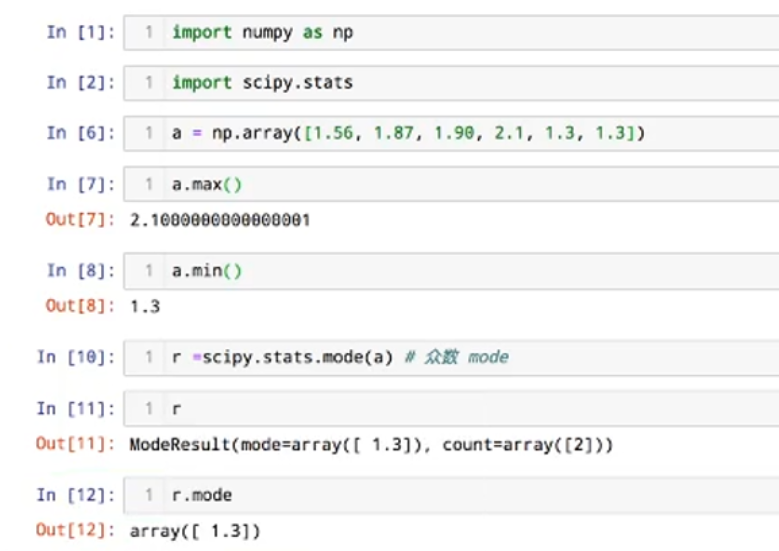 In [1]: 1 import numpy as np
In [2]: 1 import scipy.stats
In [6]: 1 a = np.array([1.56, 1.87, 1.90, 2.1, 1.3, 1.3])
In [7]: 1 a.max()
Out[7]: 2.1000000000000001
In [8]: 1 a.min()
Out[8]: 1.3
In [10]: 1 r =scipy.stats.mode(a) # 众数 mode
In [11]: 1 r
Out[11]: ModeResult(mode=array([ 1.3]), count=array([2]))
In [12]: 1 r.mode
Out[12]: array([ 1.3])